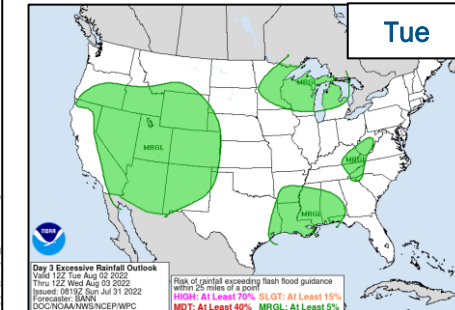 Tue
MRGL
MRGL
MRGL
MRGL
NOAA
Day 3 Excessive Rainfall Outlook
Valid 12Z Tue Aug 02 2022
Thru 12Z Wed Aug 03 2022
Issued: 0819Z Sun Jul 31 2022
Forecaster: BANN
DOC/NOAA/NWS/NCEP/WPC
Risk of rainfall exceeding flash flood guidance
within 25 miles of a point
HIGH: At Least 70% SLGT: At Least 15%
MDT: At Least 40% MRGL: At Least 5%